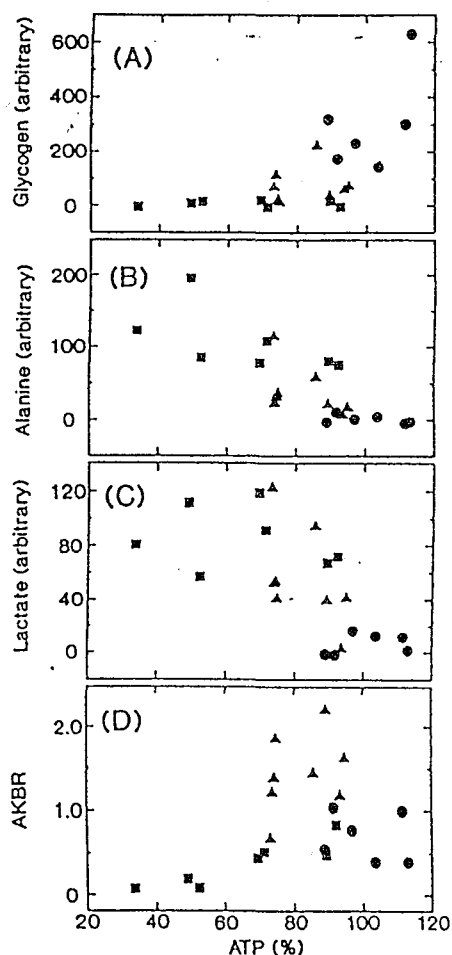 (A)
Glycogen (arbitrary)
600
400
200
0
(B)
Alanine (arbitrary)
200
100
0
(C)
Lactate (arbitrary)
120
80
40
0
(D)
AKBR
2.0
1.0
0
20 40 60 80 100 120
ATP (%)